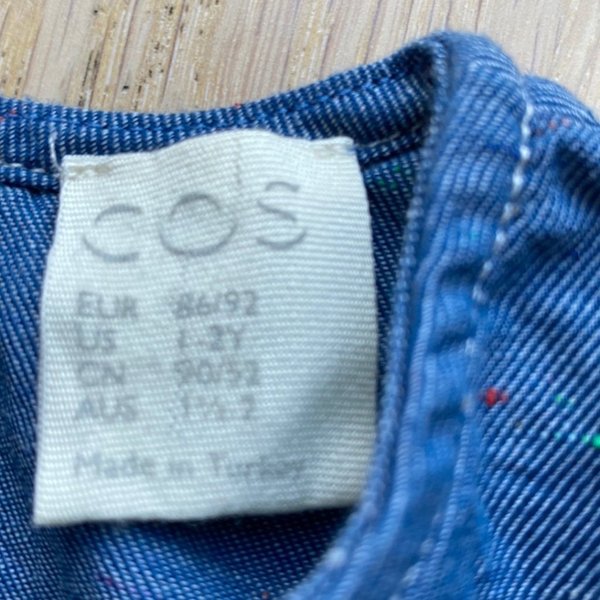 COS
EUR 86/92
US 1-2Y
CN 90/52
AUS 1½-2
Made in Turkey